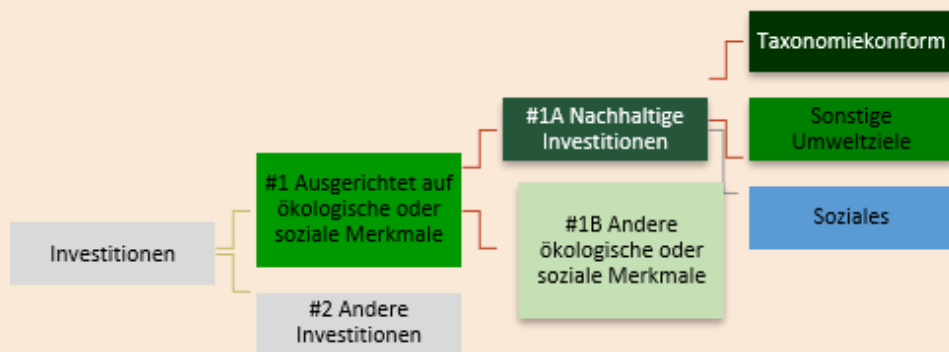 Investitionen
#1 Ausgerichtet auf
ökologische oder
soziale Merkmale
#2 Andere
Investitionen
#1A Nachhaltige
Investitionen
#1B Andere
ökologische oder
soziale Merkmale
Taxonomiekonform
Sonstige
Umweltziele
Soziales